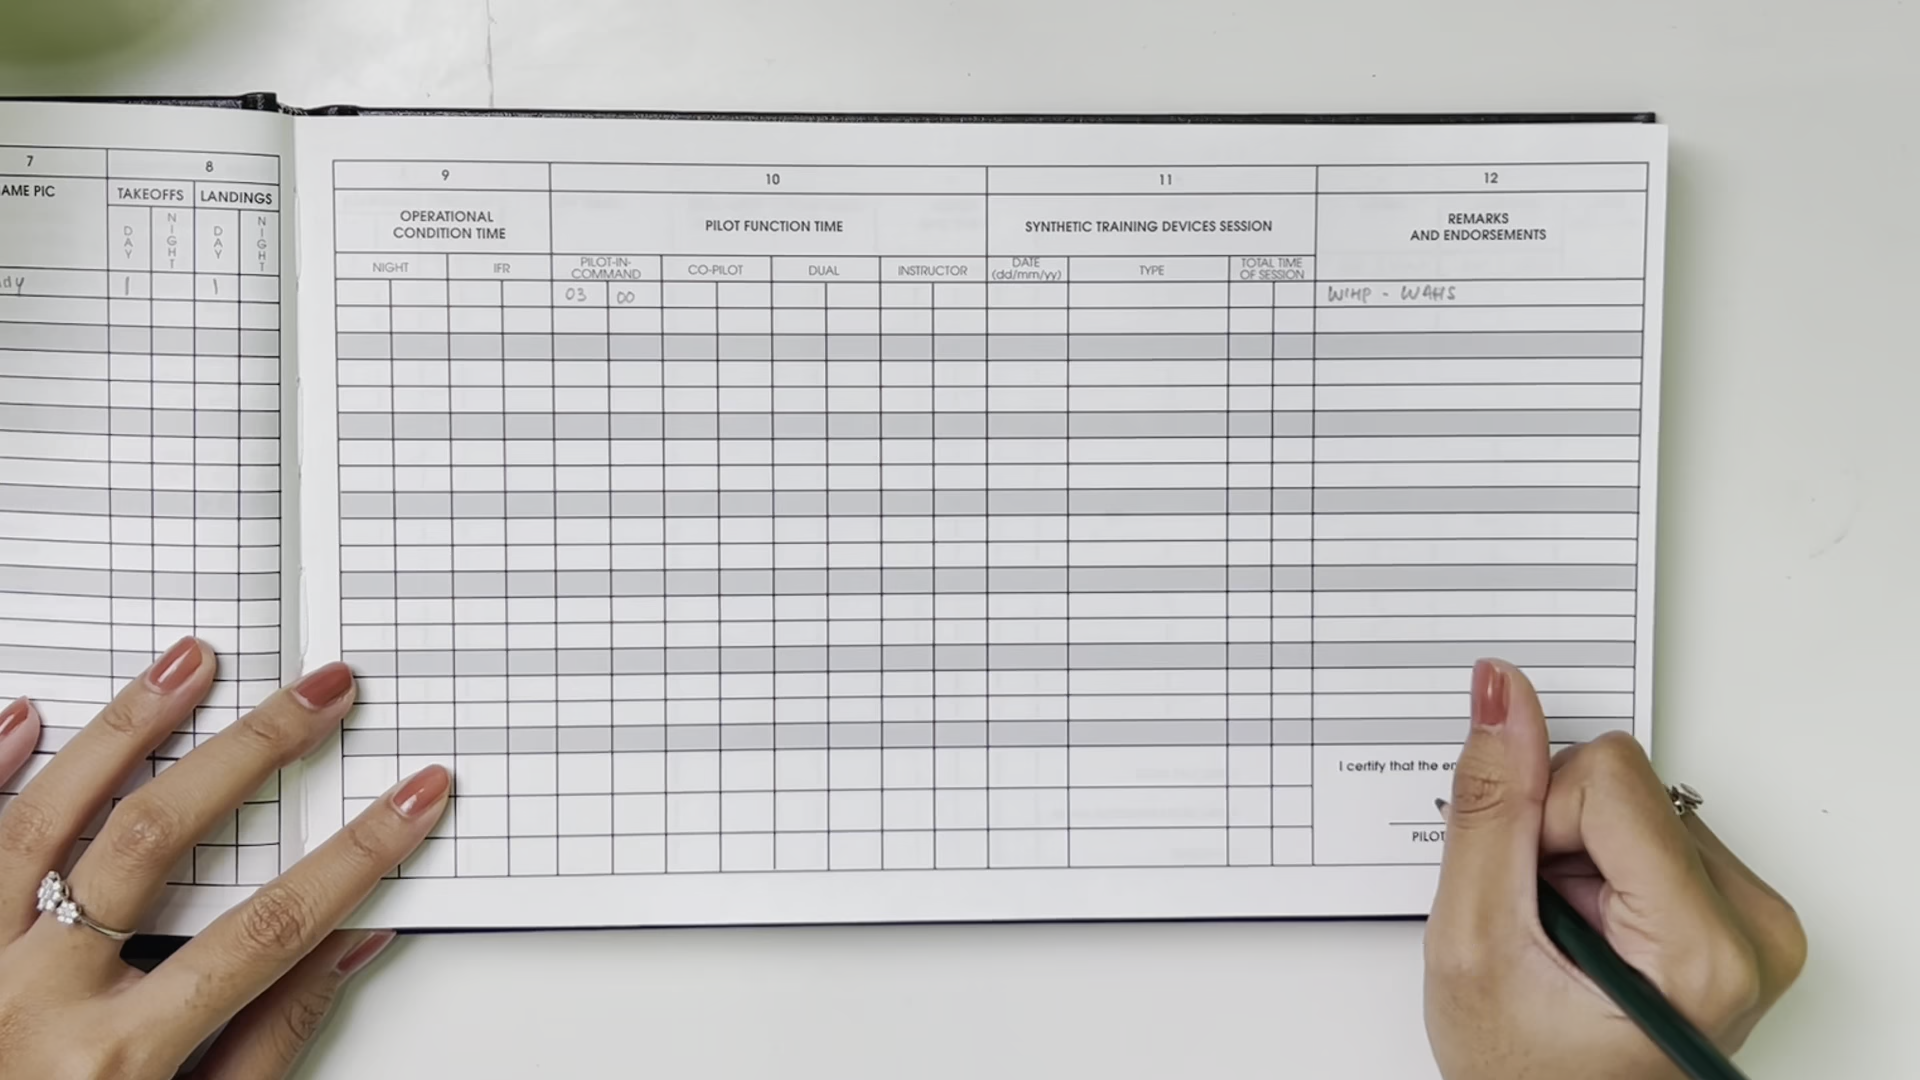 7 8
AME PIC TAKEOFFS LANDINGS
DAY NIGHT DAY NIGHT
dy 1 1
9 10 11 12
OPERATIONAL CONDITION TIME PILOT FUNCTION TIME SYNTHETIC TRAINING DEVICES SESSION REMARKS AND ENDORSEMENTS
NIGHT IFR PILOT-IN-COMMAND CO-PILOT DUAL INSTRUCTOR DATE (dd/mm/yy) TYPE TOTAL TIME OF SESSION
03 00 WIHP - WAHS
I certify that the en
PILOT